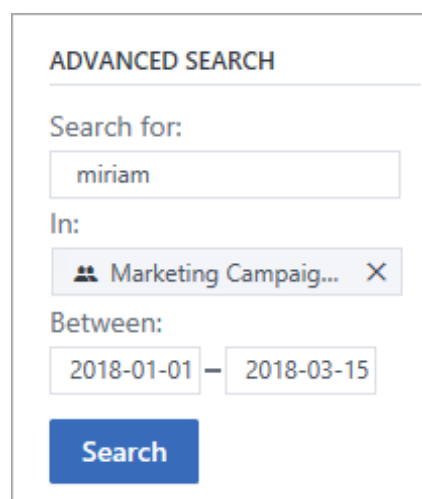 ADVANCED SEARCH
Search for:
miriam
In:
Marketing Campaig...
Between:
2018-01-01 – 2018-03-15
Search